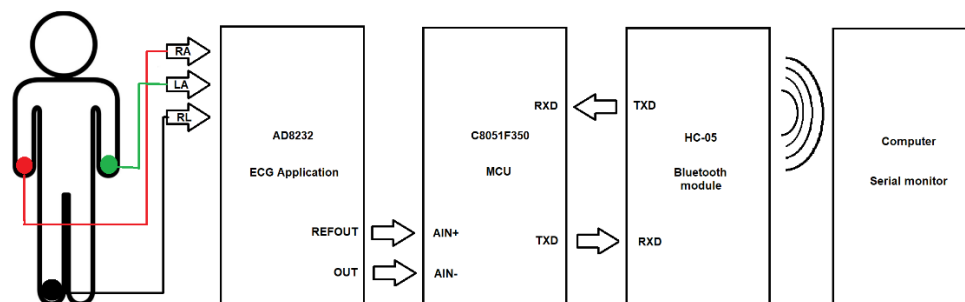 RA
LA
RL
AD8232
ECG Application
REFOUT
OUT
RXD
C8051F350
MCU
AIN+
TXD
AIN-
TXD
HC-05
Bluetooth
module
RXD
Computer
Serial monitor